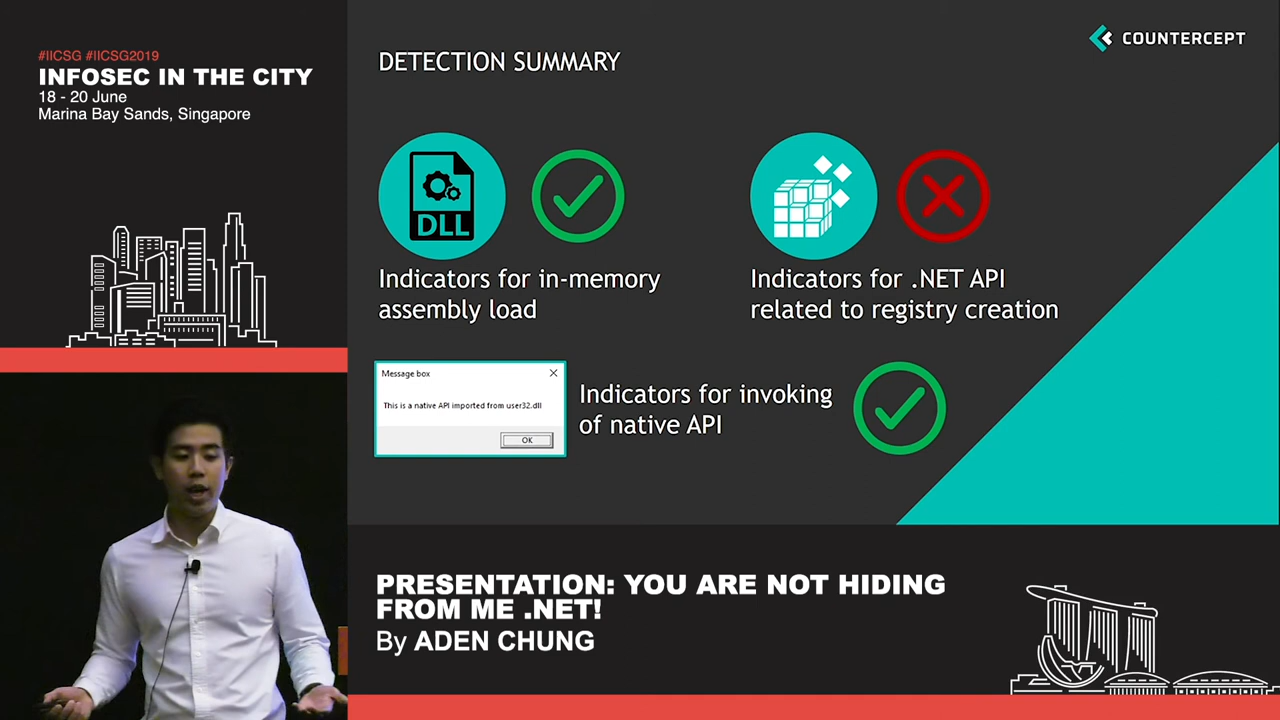 #IICSG #IICSG2019
INFOSEC IN THE CITY
18 - 20 June
Marina Bay Sands, Singapore
COUNTERCEPT
DETECTION SUMMARY
DLL
Indicators for in-memory
assembly load
Indicators for .NET API
related to registry creation
Message box
This is a native API imported from user32.dll
OK
Indicators for invoking
of native API
PRESENTATION: YOU ARE NOT HIDING
FROM ME .NET!
By ADEN CHUNG